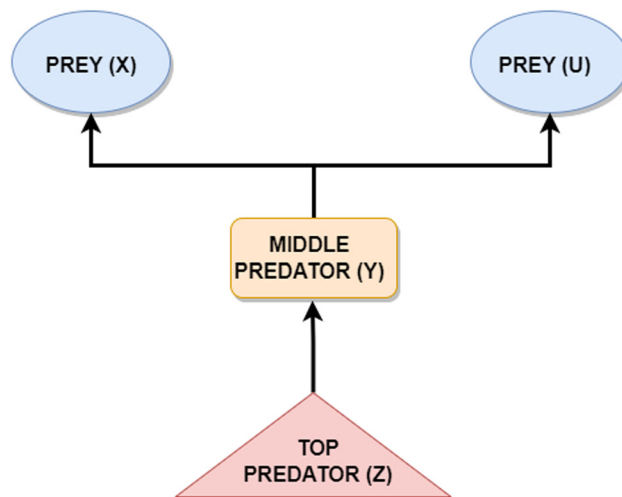 PREY (X)
PREY (U)
MIDDLE
PREDATOR (Y)
TOP
PREDATOR (Z)